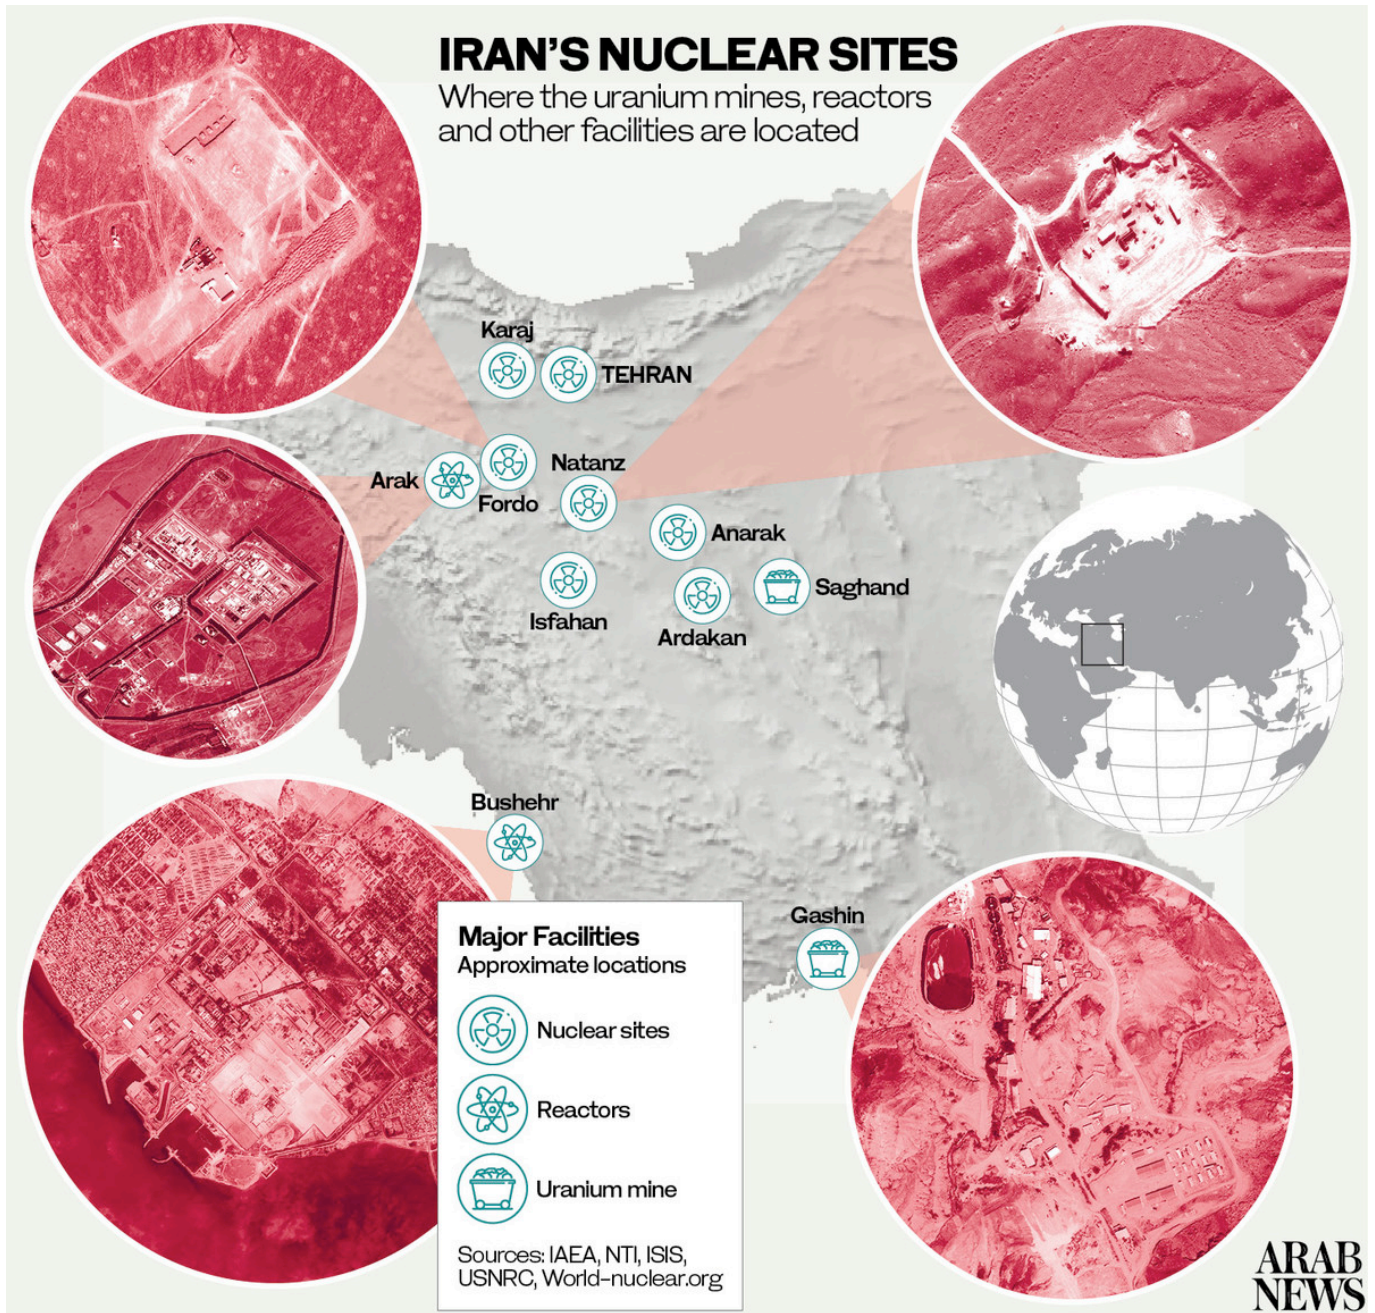 IRAN'S NUCLEAR SITES
Where the uranium mines, reactors
and other facilities are located
Karaj
TEHRAN
Arak
Fordo
Natanz
Anarak
Saghand
Isfahan
Ardakan
Bushehr
Gashin
Major Facilities
Approximate locations
Nuclear sites
Reactors
Uranium mine
Sources: IAEA, NTI, ISIS,
USNRC, World-nuclear.org
ARAB
NEWS